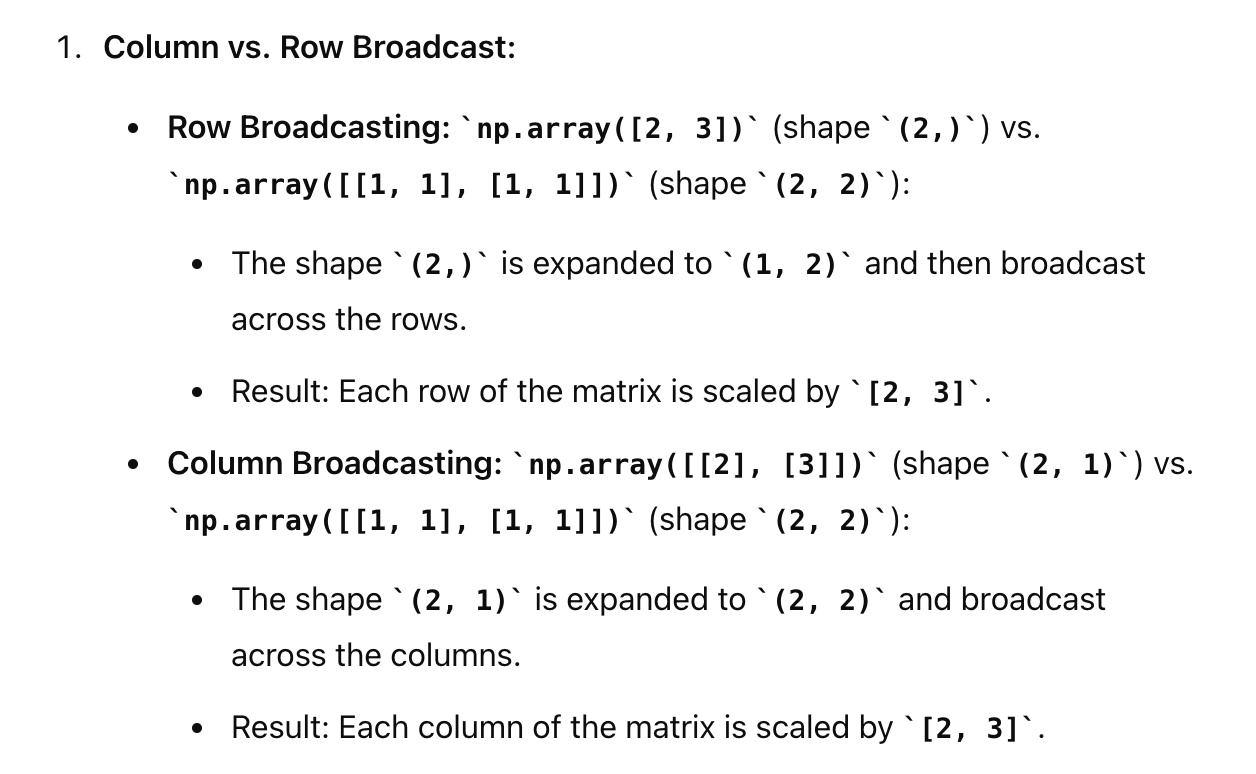 1. Column vs. Row Broadcast:
• Row Broadcasting: `np.array([2, 3])` (shape `(2,)`) vs.
`np.array([[1, 1], [1, 1]])` (shape `(2, 2)`):
• The shape `(2,)` is expanded to `(1, 2)` and then broadcast
across the rows.
• Result: Each row of the matrix is scaled by `[2, 3]`.
• Column Broadcasting: `np.array([[2], [3]])` (shape `(2, 1)`) vs.
`np.array([[1, 1], [1, 1]])` (shape `(2, 2)`):
• The shape `(2, 1)` is expanded to `(2, 2)` and broadcast
across the columns.
• Result: Each column of the matrix is scaled by `[2, 3]`.